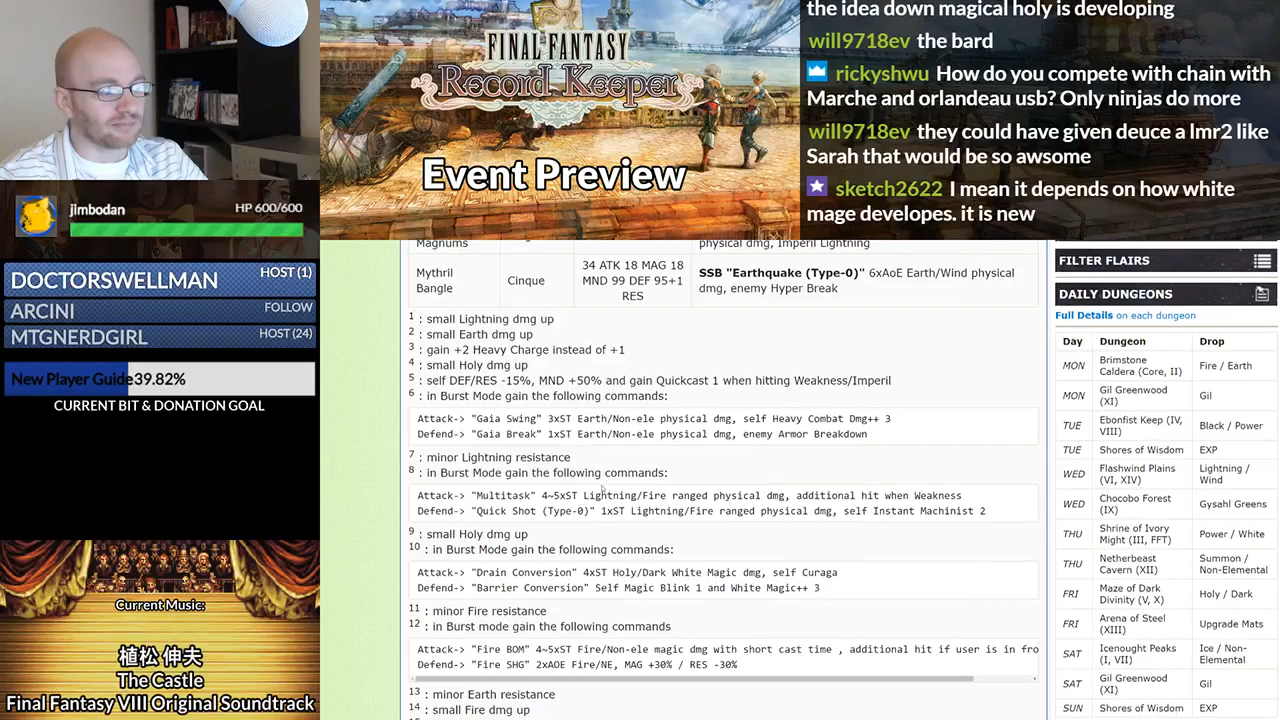 FINAL FANTASY
Record Keeper
Event Preview
the idea down magical holy is developing
will9718ev the bard
rickyshwu How do you compete with chain with
Marche and orlandeau usb? Only ninjas do more
will9718ev they could have given deuce a lmr2 like
Sarah that would be so awsome
sketch2622 I mean it depends on how white
mage developes. it is new
jimbodan
HP 600/600
DOCTORSWELLMAN HOST (1)
ARCINI FOLLOW
MTGNERDGIRL HOST (24)
New Player Guide39.82%
CURRENT BIT & DONATION GOAL
Current Music:
植松 伸夫
The Castle
Final Fantasy VIII Original Soundtrack
Magnums
physical dmg, Imperil Lightning
Mythril
Bangle
Cinque
34 ATK 18 MAG 18
MND 99 DEF 95+1
RES
SSB "Earthquake (Type-0)" 6xAoE Earth/Wind physical
dmg, enemy Hyper Break
1 : small Lightning dmg up
2 : small Earth dmg up
3 : gain +2 Heavy Charge instead of +1
4 : small Holy dmg up
5 : self DEF/RES -15%, MND +50% and gain Quickcast 1 when hitting Weakness/Imperil
6 : in Burst Mode gain the following commands:
Attack-> "Gaia Swing" 3xST Earth/Non-ele physical dmg, self Heavy Combat Dmg++ 3
Defend-> "Gaia Break" 1xST Earth/Non-ele physical dmg, enemy Armor Breakdown
7 : minor Lightning resistance
8 : in Burst Mode gain the following commands:
Attack-> "Multitask" 4~5xST Lightning/Fire ranged physical dmg, additional hit when Weakness
Defend-> "Quick Shot (Type-0)" 1xST Lightning/Fire ranged physical dmg, self Instant Machinist 2
9 : small Holy dmg up
10 : in Burst Mode gain the following commands:
Attack-> "Drain Conversion" 4xST Holy/Dark White Magic dmg, self Curaga
Defend-> "Barrier Conversion" Self Magic Blink 1 and White Magic++ 3
11 : minor Fire resistance
12 : in Burst mode gain the following commands
Attack-> "Fire BOM" 4~5xST Fire/Non-ele magic dmg with short cast time , additional hit if user is in fro
Defend-> "Fire SHG" 2xAOE Fire/NE, MAG +30% / RES -30%
13 : minor Earth resistance
14 : small Fire dmg up
FILTER FLAIRS
DAILY DUNGEONS
Full Details on each dungeon
Day Dungeon Drop
MON Brimstone Caldera (Core, II) Fire / Earth
MON Gil Greenwood (XI) Gil
TUE Ebonfist Keep (IV, VIII) Black / Power
TUE Shores of Wisdom EXP
WED Flashwind Plains (VI, XIV) Lightning / Wind
WED Chocobo Forest (IX) Gysahl Greens
THU Shrine of Ivory Might (III, FFT) Power / White
THU Netherbeast Cavern (XII) Summon / Non-Elemental
FRI Maze of Dark Divinity (V, X) Holy / Dark
FRI Arena of Steel (XIII) Upgrade Mats
SAT Icenought Peaks (I, VII) Ice / Non-Elemental
SAT Gil Greenwood (XI) Gil
SUN Shores of Wisdom EXP